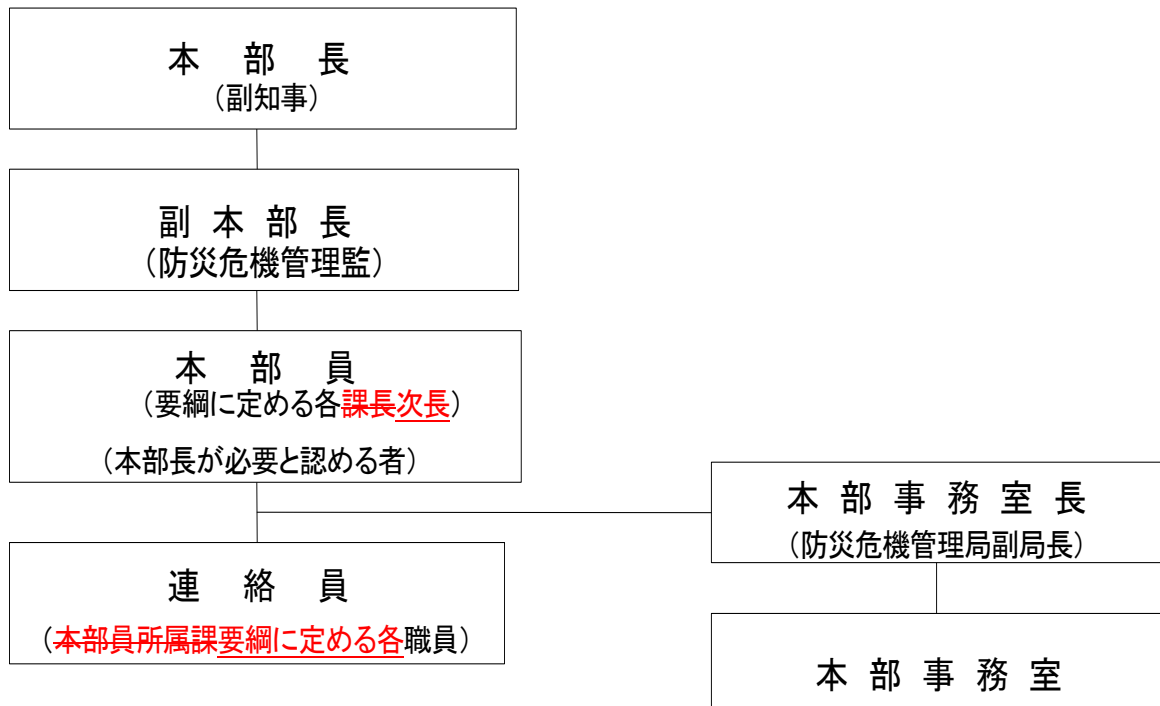 本部長
（副知事）
副本部長
（防災危機管理監）
本部員
（要綱に定める各課長次長）
（本部長が必要と認める者）
本部事務室長
（防災危機管理局副局長）
連絡員
（本部員所属課要綱に定める各職員）
本部事務室